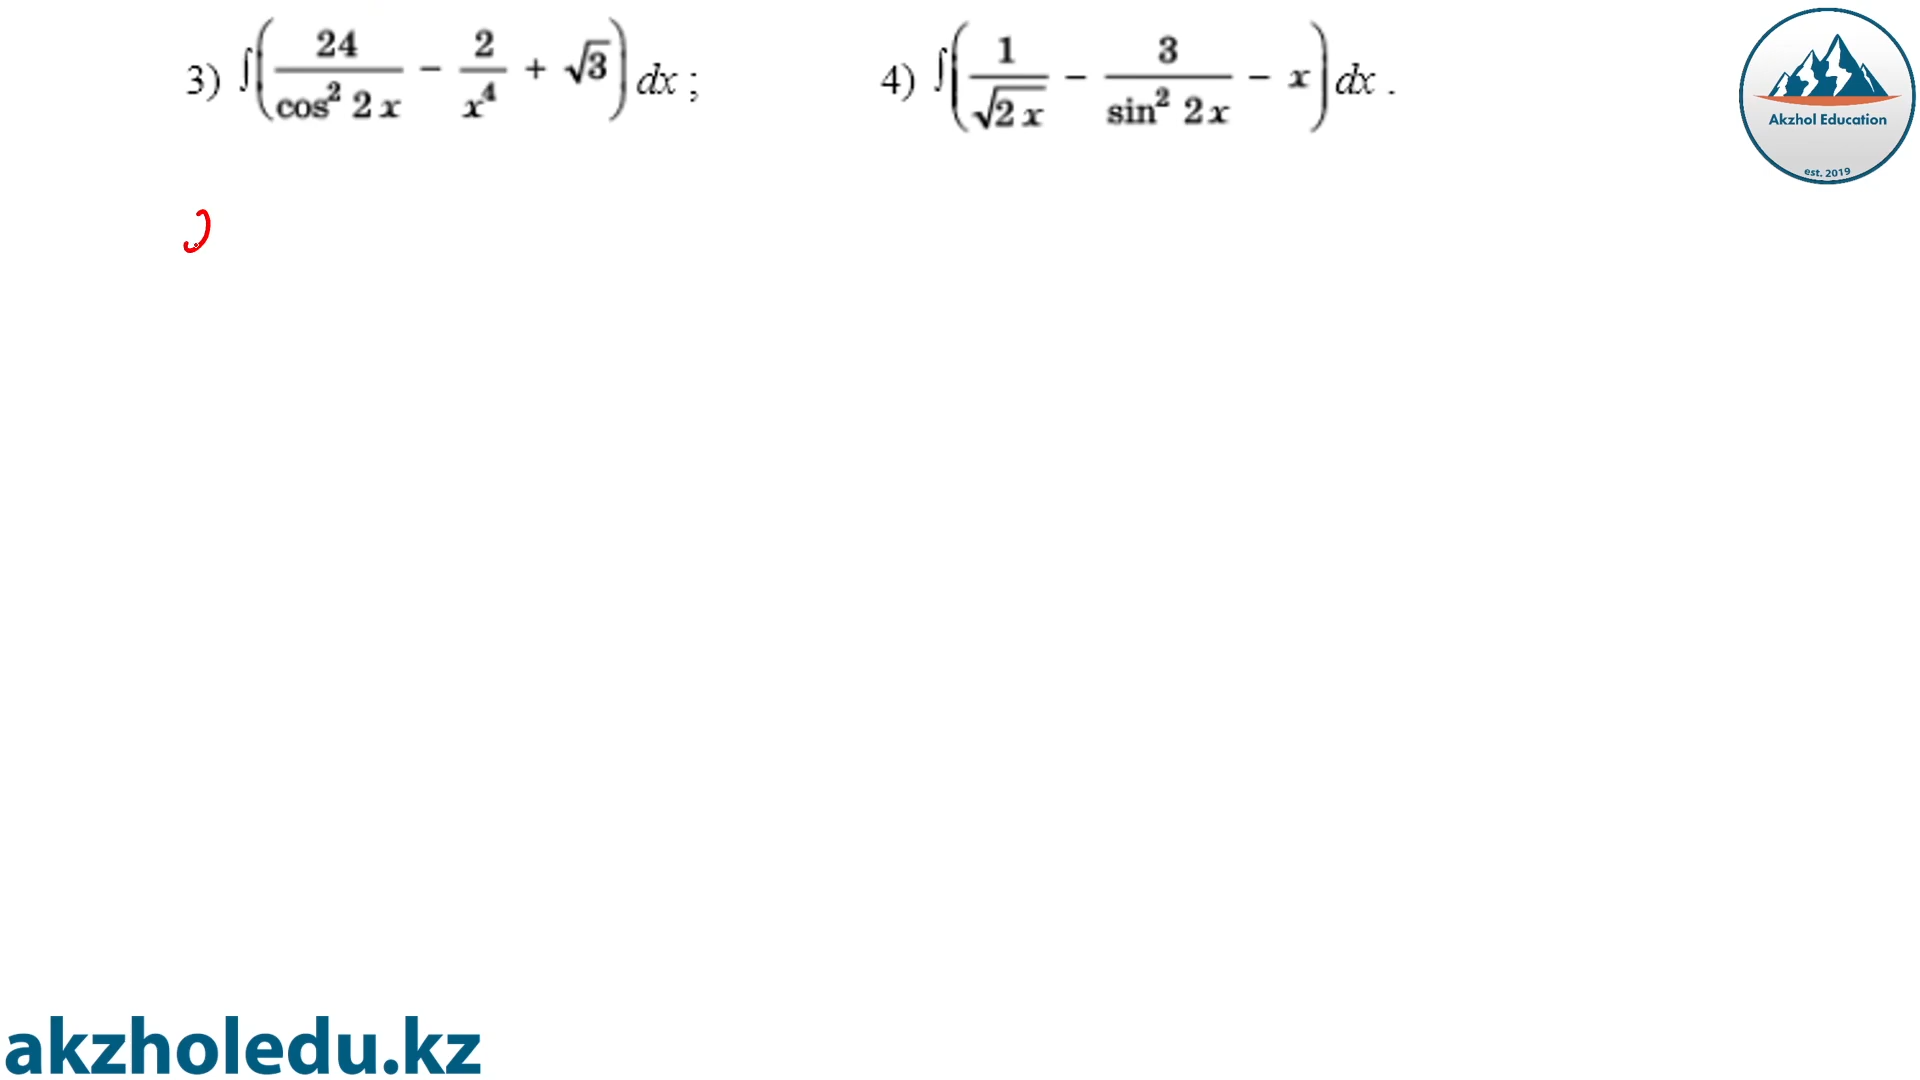 3) ∫(24/cos² 2x − 2/x⁴ + √3) dx ; 4) ∫(1/√2x − 3/sin² 2x − x) dx .
Akzhol Education
est. 2019
akzholedu.kz